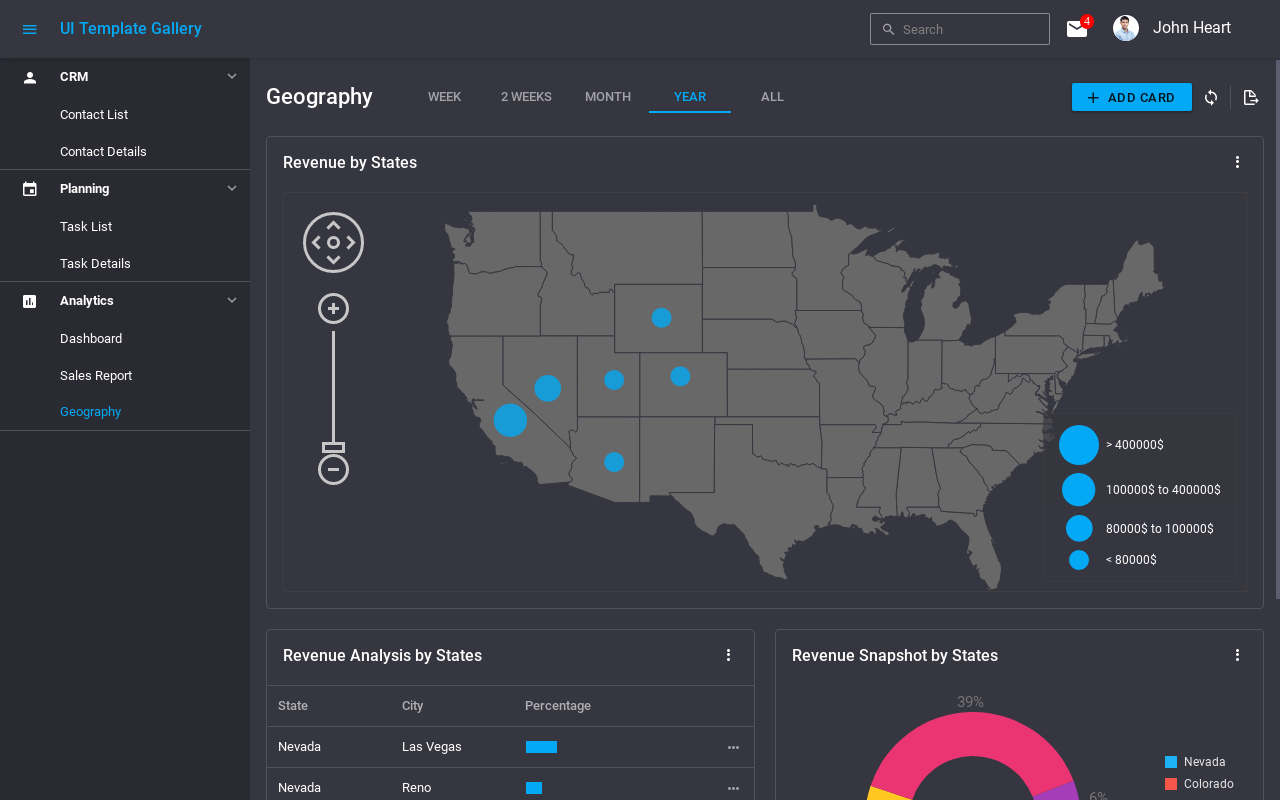 UI Template Gallery
Search
4
John Heart
CRM
Contact List
Contact Details
Planning
Task List
Task Details
Analytics
Dashboard
Sales Report
Geography
Geography
WEEK
2 WEEKS
MONTH
YEAR
ALL
ADD CARD
Revenue by States
> 400000$
100000$ to 400000$
80000$ to 100000$
< 80000$
Revenue Analysis by States
State City Percentage
Nevada Las Vegas
Nevada Reno
Revenue Snapshot by States
39%
6%
Nevada
Colorado